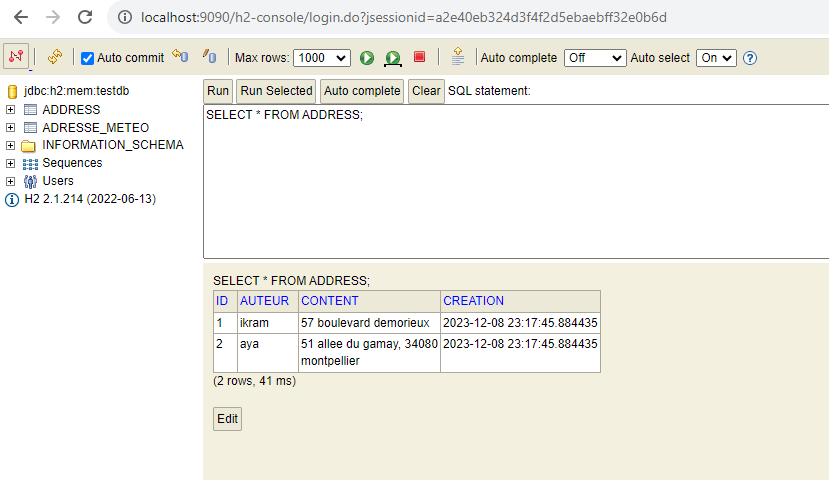 localhost:9090/h2-console/login.do?jsessionid=a2e40eb324d3f4f2d5ebaebff32e0b6d
Auto commit Max rows: 1000 Auto complete Off Auto select On
jdbc:h2:mem:testdb
ADDRESS
ADRESSE_METEO
INFORMATION_SCHEMA
Sequences
Users
H2 2.1.214 (2022-06-13)
Run Run Selected Auto complete Clear SQL statement:
SELECT * FROM ADDRESS;
SELECT * FROM ADDRESS;
ID AUTEUR CONTENT CREATION
1 ikram 57 boulevard demorieux 2023-12-08 23:17:45.884435
2 aya 51 allee du gamay, 34080 2023-12-08 23:17:45.884435
montpellier
(2 rows, 41 ms)
Edit